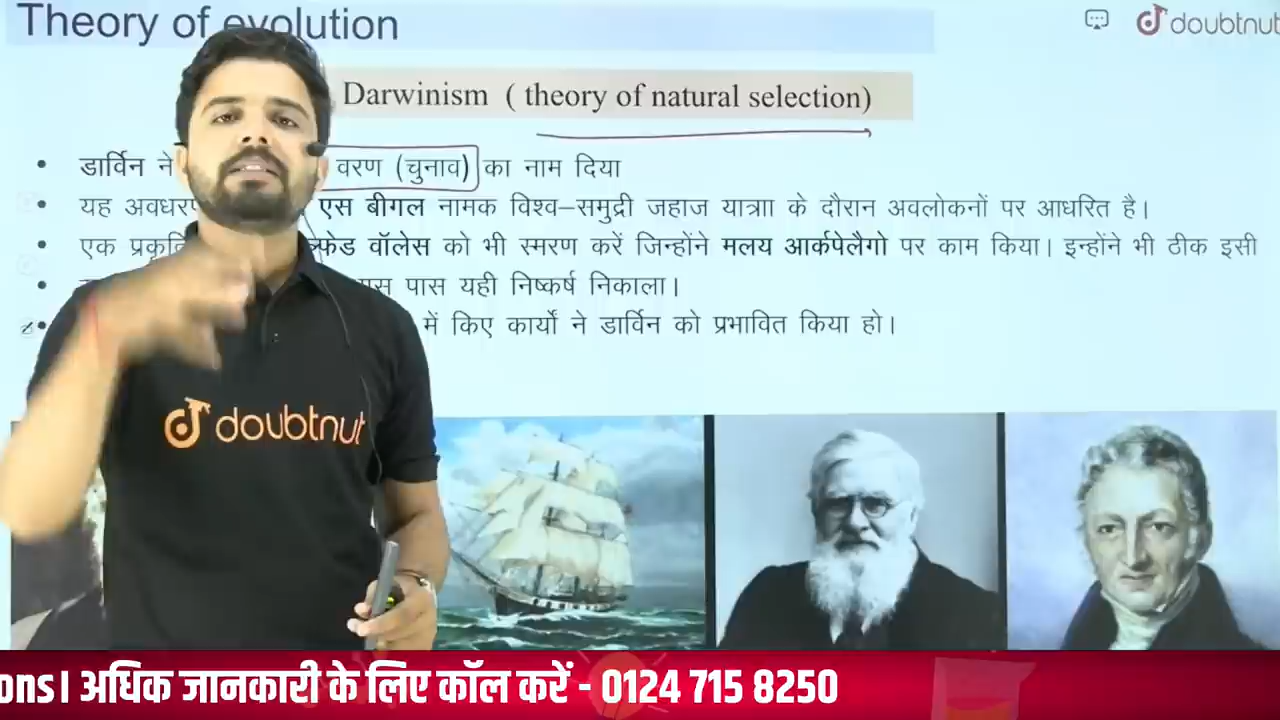 Theory of evolution
doubtnut
Darwinism ( theory of natural selection)
• डार्विन ने वरण (चुनाव) का नाम दिया
• यह एस बीगल नामक विश्व–समुद्री जहाज यात्राा के दौरान अवलोकनों पर आधरित है।
• एक वॉलेस को भी स्मरण करें जिन्होंने मलय आर्कपेलैगो पर काम किया। इन्होंने भी ठीक इसी
• पास यही निष्कर्ष निकाला।
• में किए कार्यों ने डार्विन को प्रभावित किया हो।
doubtnut
ons। अधिक जानकारी के लिए कॉल करें - 0124 715 8250